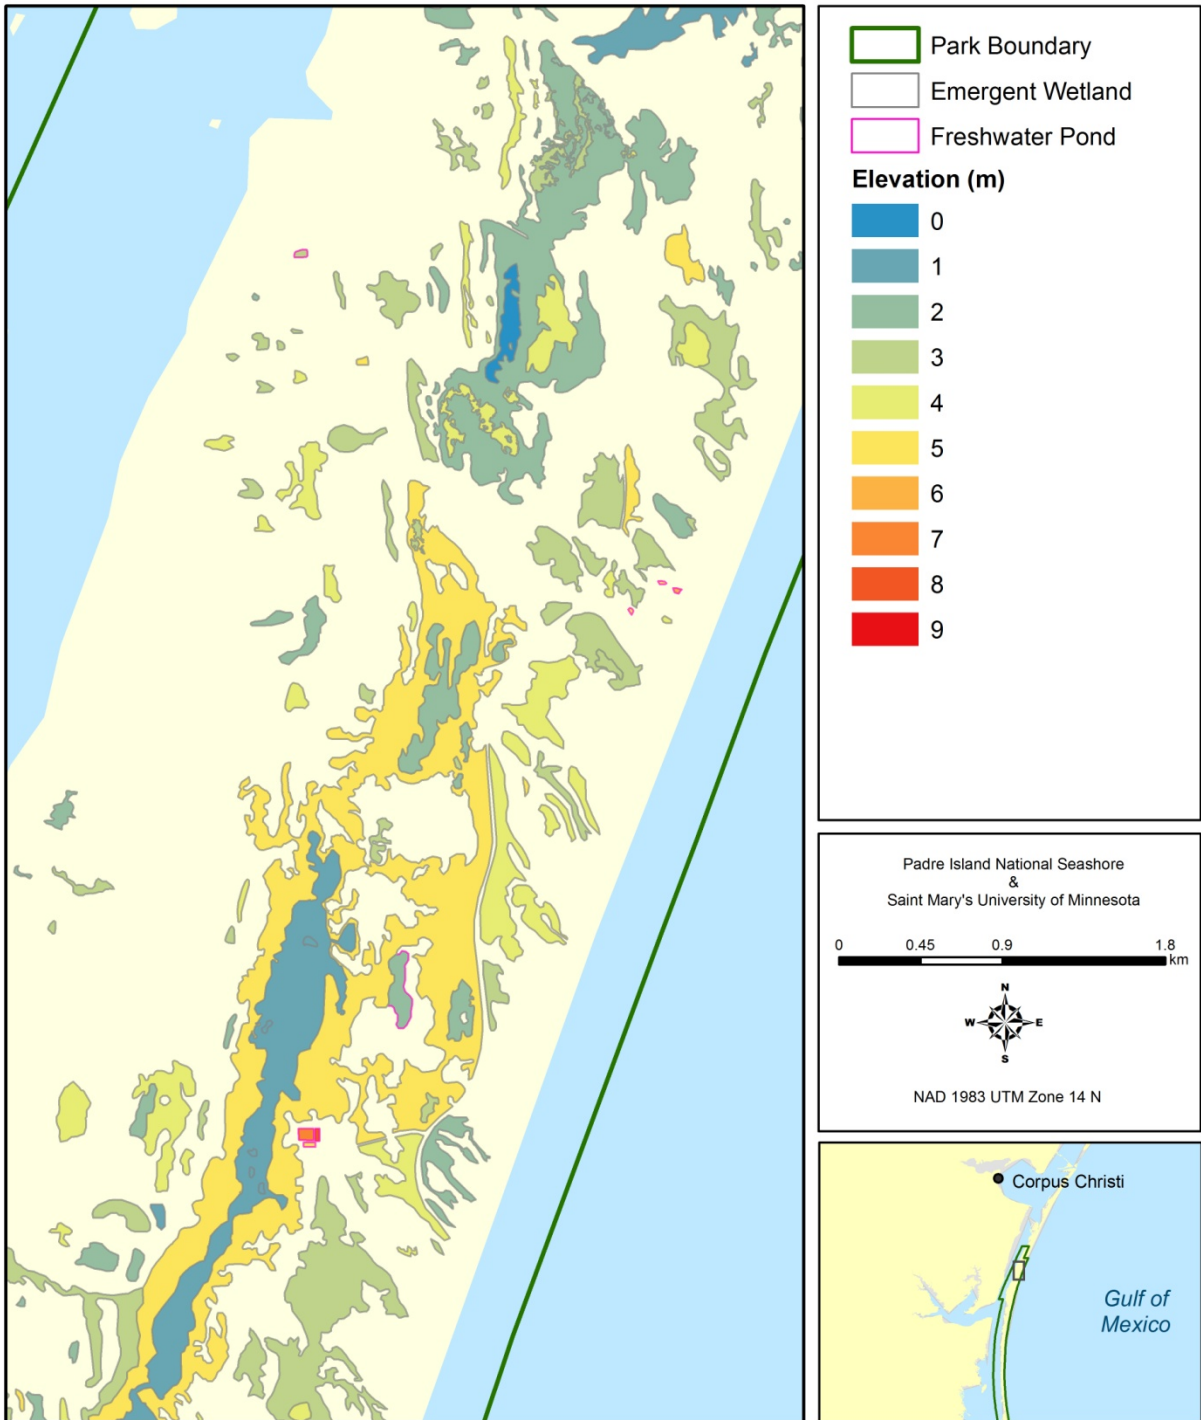 Park Boundary
Emergent Wetland
Freshwater Pond
Elevation (m)
0
1
2
3
4
5
6
7
8
9
Padre Island National Seashore
&
Saint Mary's University of Minnesota
0 0.45 0.9 1.8
km
N
W E
S
NAD 1983 UTM Zone 14 N
Corpus Christi
Gulf of
Mexico